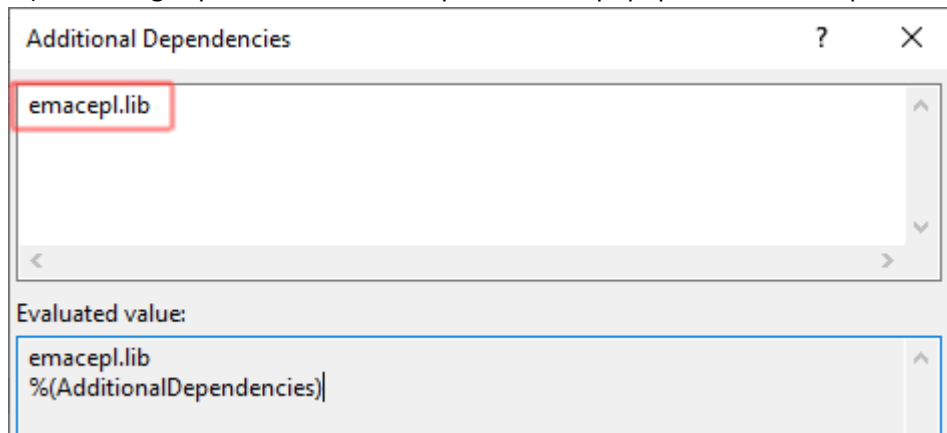 Additional Dependencies
emacepl.lib
Evaluated value:
emacepl.lib
%(AdditionalDependencies)